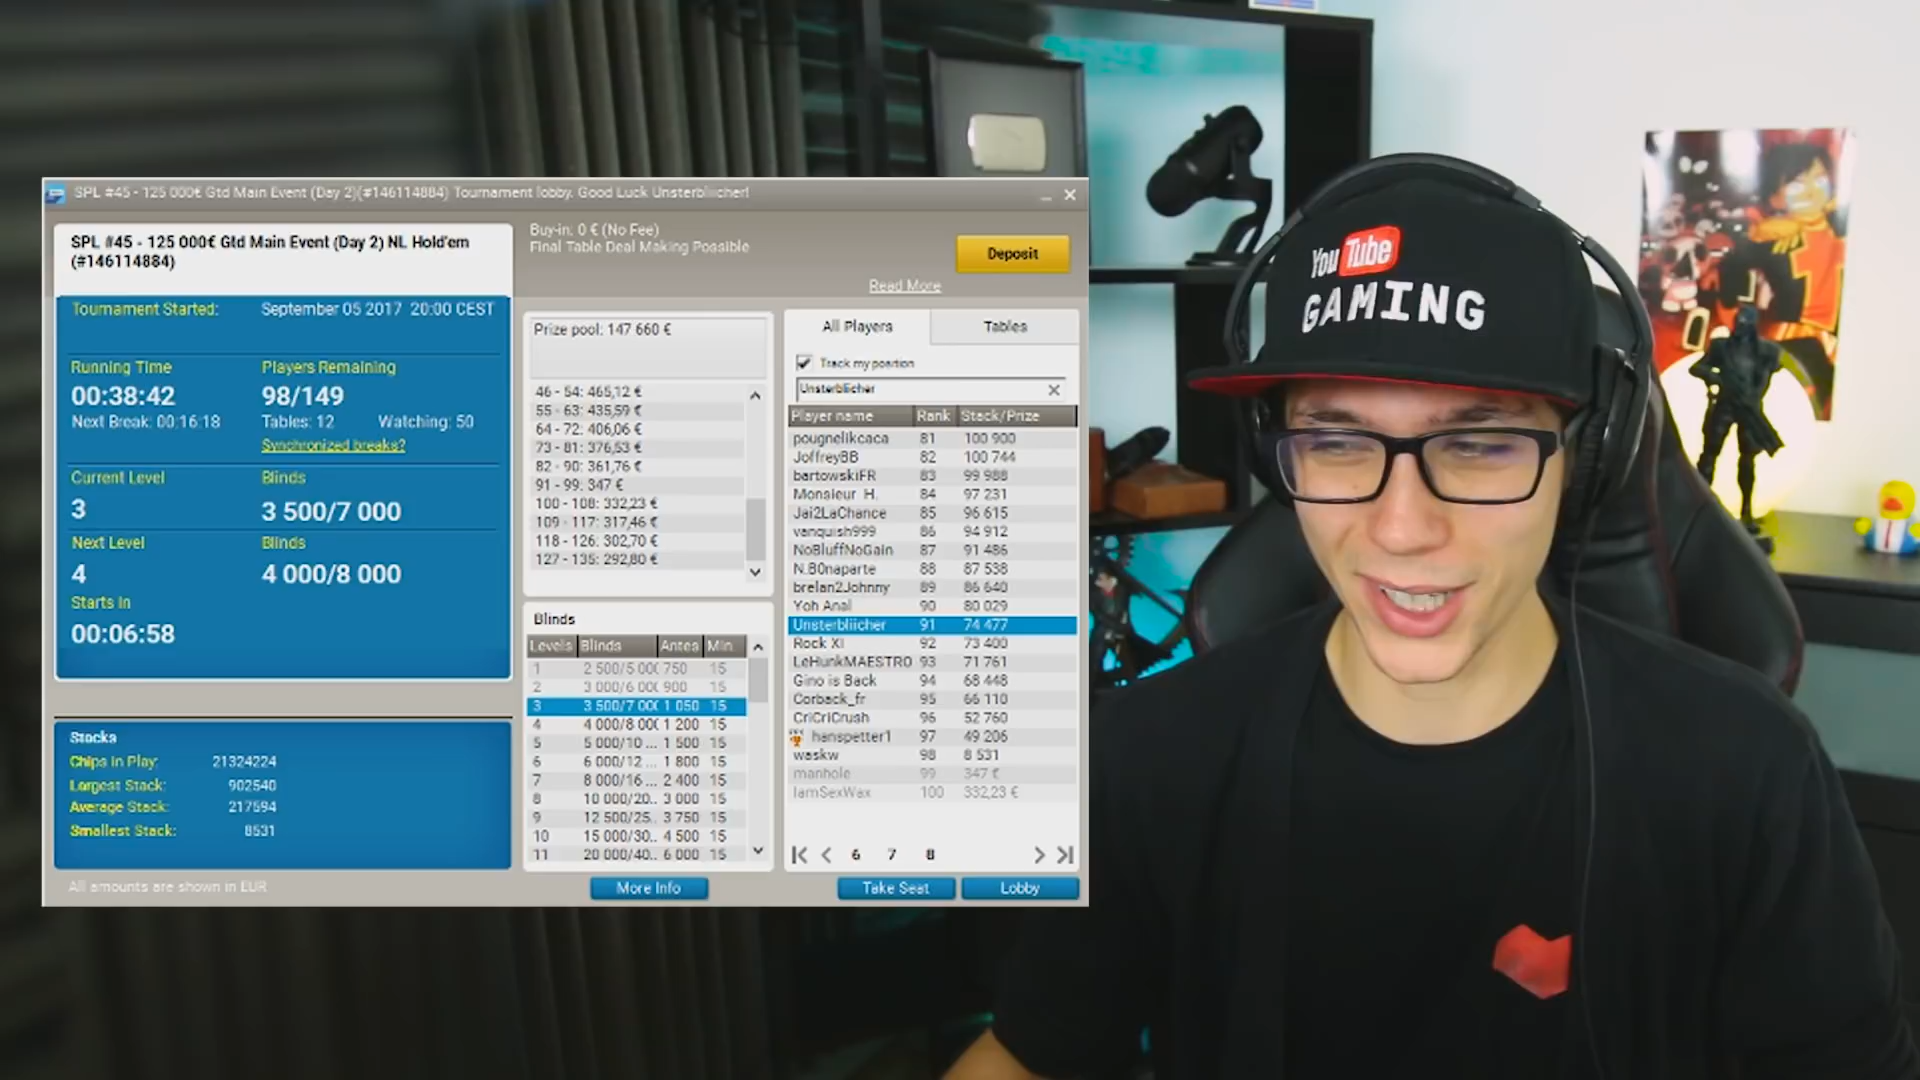 SPL #45 - 125 000€ Gtd Main Event (Day 2)(#146114884) Tournament lobby. Good Luck Unsterbliicher!
SPL #45 - 125 000€ Gtd Main Event (Day 2) NL Hold'em
(#146114884)
Buy-in: 0 € (No Fee)
Final Table Deal Making Possible
Deposit
Read More
Tournament Started: September 05 2017 20:00 CEST
Running Time Players Remaining
00:38:42 98/149
Next Break: 00:16:18 Tables: 12 Watching: 50
Synchronized breaks?
Current Level Blinds
3 3 500/7 000
Next Level Blinds
4 4 000/8 000
Starts In
00:06:58
Stacks
Chips In Play: 21324224
Largest Stack: 902540
Average Stack: 217594
Smallest Stack: 8531
All amounts are shown in EUR
Prize pool: 147 660 €
46 - 54: 465,12 €
55 - 63: 435,59 €
64 - 72: 406,06 €
73 - 81: 376,53 €
82 - 90: 361,76 €
91 - 99: 347 €
100 - 108: 332,23 €
109 - 117: 317,46 €
118 - 126: 302,70 €
127 - 135: 292,80 €
Blinds
Levels Blinds Antes Min
1 2 500/5 000 750 15
2 3 000/6 000 900 15
3 3 500/7 000 1 050 15
4 4 000/8 000 1 200 15
5 5 000/10 ... 1 500 15
6 6 000/12 ... 1 800 15
7 8 000/16 ... 2 400 15
8 10 000/20.. 3 000 15
9 12 500/25.. 3 750 15
10 15 000/30.. 4 500 15
11 20 000/40.. 6 000 15
More Info
All Players Tables
Track my position
Unsterbliicher
Player name Rank Stack/Prize
pougnelikcaca 81 100 900
JoffreyBB 82 100 744
bartowskiFR 83 99 988
Monsieur H. 84 97 231
Jai2LaChance 85 96 615
vanquish999 86 94 912
NoBluffNoGain 87 91 486
N.B0naparte 88 87 538
brelan2Johnny 89 86 640
Yoh Anal 90 80 029
Unsterbliicher 91 74 477
Rock XI 92 73 400
LeHunkMAESTRO 93 71 761
Gino is Back 94 68 448
Corback_fr 95 66 110
CriCriCrush 96 52 760
hanspetter1 97 49 206
waskw 98 8 531
manhole 99 347 €
IamSexWax 100 332,23 €
6 7 8
Take Seat Lobby
You Tube
GAMING